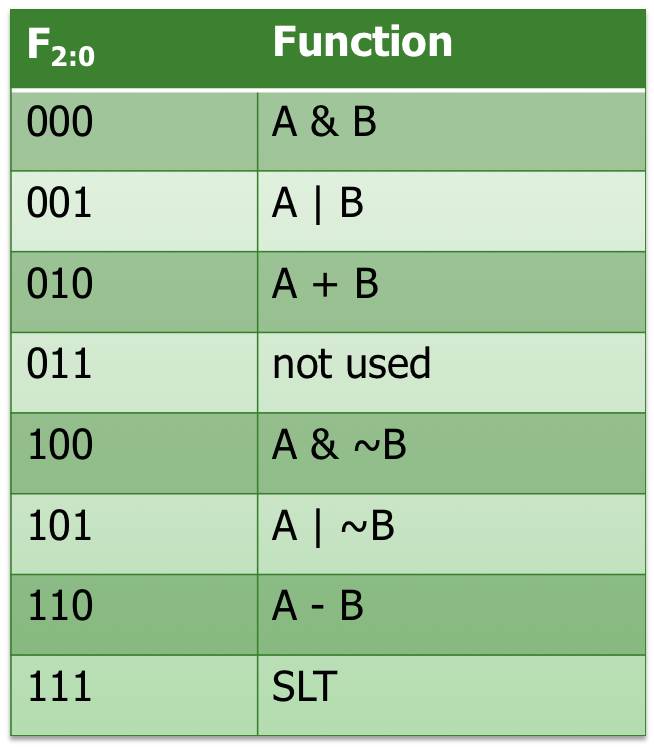 F2:0 Function
000 A & B
001 A | B
010 A + B
011 not used
100 A & ~B
101 A | ~B
110 A - B
111 SLT